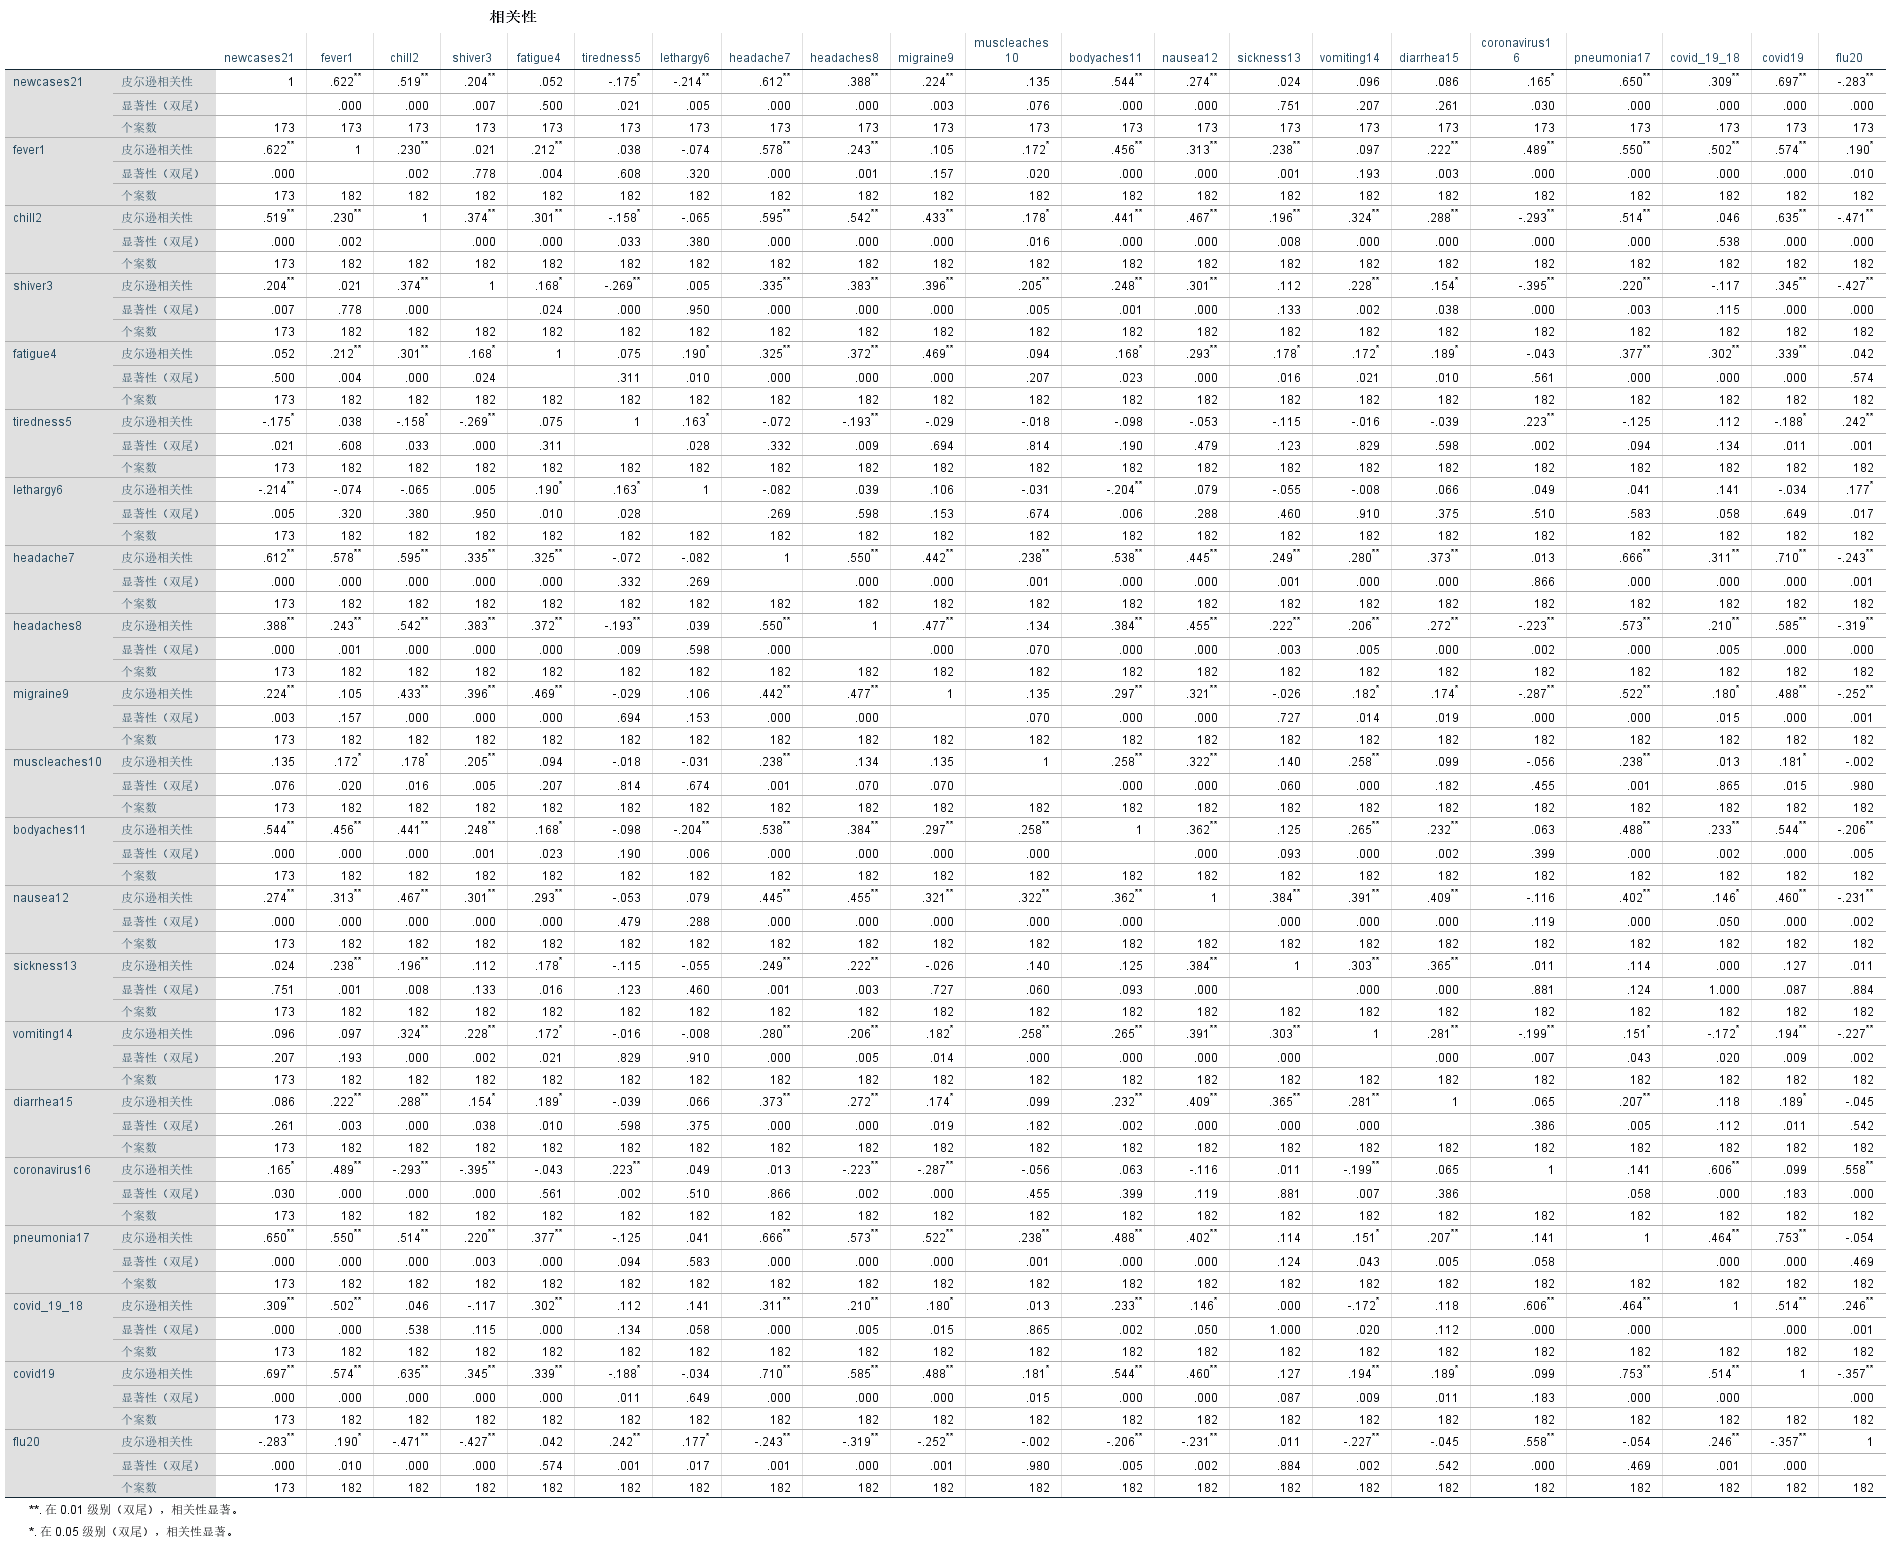 相关性
muscleaches coronavirus1
newcases21 fever1 chill2 shiver3 fatigue4 tiredness5 lethargy6 headache7 headaches8 migraine9 10 bodyaches11 nausea12 sickness13 vomiting14 diarrhea15 6 pneumonia17 covid_19_18 covid19 flu20
newcases21 皮尔逊相关性 1 .622** .519** .204** .052 -.175* -.214** .612** .388** .224** .135 .544** .274** .024 .096 .086 .165* .650** .309** .697** -.283**
显著性（双尾） .000 .000 .007 .500 .021 .005 .000 .000 .003 .076 .000 .000 .751 .207 .261 .030 .000 .000 .000 .000
个案数 173 173 173 173 173 173 173 173 173 173 173 173 173 173 173 173 173 173 173 173 173
fever1 皮尔逊相关性 .622** 1 .230** .021 .212** .038 -.074 .578** .243** .105 .172* .456** .313** .238** .097 .222** .489** .550** .502** .574** .190*
显著性（双尾） .000 .002 .778 .004 .608 .320 .000 .001 .157 .020 .000 .000 .001 .193 .003 .000 .000 .000 .000 .010
个案数 173 182 182 182 182 182 182 182 182 182 182 182 182 182 182 182 182 182 182 182 182
chill2 皮尔逊相关性 .519** .230** 1 .374** .301** -.158* -.065 .595** .542** .433** .178* .441** .467** .196** .324** .288** -.293** .514** .046 .635** -.471**
显著性（双尾） .000 .002 .000 .000 .033 .380 .000 .000 .000 .016 .000 .000 .008 .000 .000 .000 .000 .538 .000 .000
个案数 173 182 182 182 182 182 182 182 182 182 182 182 182 182 182 182 182 182 182 182 182
shiver3 皮尔逊相关性 .204** .021 .374** 1 .168* -.269** .005 .335** .383** .396** .205** .248** .301** .112 .228** .154* -.395** .220** -.117 .345** -.427**
显著性（双尾） .007 .778 .000 .024 .000 .950 .000 .000 .000 .005 .001 .000 .133 .002 .038 .000 .003 .115 .000 .000
个案数 173 182 182 182 182 182 182 182 182 182 182 182 182 182 182 182 182 182 182 182 182
fatigue4 皮尔逊相关性 .052 .212** .301** .168* 1 .075 .190* .325** .372** .469** .094 .168* .293** .178* .172* .189* -.043 .377** .302** .339** .042
显著性（双尾） .500 .004 .000 .024 .311 .010 .000 .000 .000 .207 .023 .000 .016 .021 .010 .561 .000 .000 .000 .574
个案数 173 182 182 182 182 182 182 182 182 182 182 182 182 182 182 182 182 182 182 182 182
tiredness5 皮尔逊相关性 -.175* .038 -.158* -.269** .075 1 .163* -.072 -.193** -.029 -.018 -.098 -.053 -.115 -.016 -.039 .223** -.125 .112 -.188* .242**
显著性（双尾） .021 .608 .033 .000 .311 .028 .332 .009 .694 .814 .190 .479 .123 .829 .598 .002 .094 .134 .011 .001
个案数 173 182 182 182 182 182 182 182 182 182 182 182 182 182 182 182 182 182 182 182 182
lethargy6 皮尔逊相关性 -.214** -.074 -.065 .005 .190* .163* 1 -.082 .039 .106 -.031 -.204** .079 -.055 -.008 .066 .049 .041 .141 -.034 .177*
显著性（双尾） .005 .320 .380 .950 .010 .028 .269 .598 .153 .674 .006 .288 .460 .910 .375 .510 .583 .058 .649 .017
个案数 173 182 182 182 182 182 182 182 182 182 182 182 182 182 182 182 182 182 182 182 182
headache7 皮尔逊相关性 .612** .578** .595** .335** .325** -.072 -.082 1 .550** .442** .238** .538** .445** .249** .280** .373** .013 .666** .311** .710** -.243**
显著性（双尾） .000 .000 .000 .000 .000 .332 .269 .000 .000 .001 .000 .000 .001 .000 .000 .866 .000 .000 .000 .001
个案数 173 182 182 182 182 182 182 182 182 182 182 182 182 182 182 182 182 182 182 182 182
headaches8 皮尔逊相关性 .388** .243** .542** .383** .372** -.193** .039 .550** 1 .477** .134 .384** .455** .222** .206** .272** -.223** .573** .210** .585** -.319**
显著性（双尾） .000 .001 .000 .000 .000 .009 .598 .000 .000 .070 .000 .000 .003 .005 .000 .002 .000 .005 .000 .000
个案数 173 182 182 182 182 182 182 182 182 182 182 182 182 182 182 182 182 182 182 182 182
migraine9 皮尔逊相关性 .224** .105 .433** .396** .469** -.029 .106 .442** .477** 1 .135 .297** .321** -.026 .182* .174* -.287** .522** .180* .488** -.252**
显著性（双尾） .003 .157 .000 .000 .000 .694 .153 .000 .000 .070 .000 .000 .727 .014 .019 .000 .000 .015 .000 .001
个案数 173 182 182 182 182 182 182 182 182 182 182 182 182 182 182 182 182 182 182 182 182
muscleaches10 皮尔逊相关性 .135 .172* .178* .205** .094 -.018 -.031 .238** .134 .135 1 .258** .322** .140 .258** .099 -.056 .238** .013 .181* -.002
显著性（双尾） .076 .020 .016 .005 .207 .814 .674 .001 .070 .070 .000 .000 .060 .000 .182 .455 .001 .865 .015 .980
个案数 173 182 182 182 182 182 182 182 182 182 182 182 182 182 182 182 182 182 182 182 182
bodyaches11 皮尔逊相关性 .544** .456** .441** .248** .168* -.098 -.204** .538** .384** .297** .258** 1 .362** .125 .265** .232** .063 .488** .233** .544** -.206**
显著性（双尾） .000 .000 .000 .001 .023 .190 .006 .000 .000 .000 .000 .000 .093 .000 .002 .399 .000 .002 .000 .005
个案数 173 182 182 182 182 182 182 182 182 182 182 182 182 182 182 182 182 182 182 182 182
nausea12 皮尔逊相关性 .274** .313** .467** .301** .293** -.053 .079 .445** .455** .321** .322** .362** 1 .384** .391** .409** -.116 .402** .146* .460** -.231**
显著性（双尾） .000 .000 .000 .000 .000 .479 .288 .000 .000 .000 .000 .000 .000 .000 .000 .119 .000 .050 .000 .002
个案数 173 182 182 182 182 182 182 182 182 182 182 182 182 182 182 182 182 182 182 182 182
sickness13 皮尔逊相关性 .024 .238** .196** .112 .178* -.115 -.055 .249** .222** -.026 .140 .125 .384** 1 .303** .365** .011 .114 .000 .127 .011
显著性（双尾） .751 .001 .008 .133 .016 .123 .460 .001 .003 .727 .060 .093 .000 .000 .000 .881 .124 1.000 .087 .884
个案数 173 182 182 182 182 182 182 182 182 182 182 182 182 182 182 182 182 182 182 182 182
vomiting14 皮尔逊相关性 .096 .097 .324** .228** .172* -.016 -.008 .280** .206** .182* .258** .265** .391** .303** 1 .281** -.199** .151* -.172* .194** -.227**
显著性（双尾） .207 .193 .000 .002 .021 .829 .910 .000 .005 .014 .000 .000 .000 .000 .000 .007 .043 .020 .009 .002
个案数 173 182 182 182 182 182 182 182 182 182 182 182 182 182 182 182 182 182 182 182 182
diarrhea15 皮尔逊相关性 .086 .222** .288** .154* .189* -.039 .066 .373** .272** .174* .099 .232** .409** .365** .281** 1 .065 .207** .118 .189* -.045
显著性（双尾） .261 .003 .000 .038 .010 .598 .375 .000 .000 .019 .182 .002 .000 .000 .000 .386 .005 .112 .011 .542
个案数 173 182 182 182 182 182 182 182 182 182 182 182 182 182 182 182 182 182 182 182 182
coronavirus16 皮尔逊相关性 .165* .489** -.293** -.395** -.043 .223** .049 .013 -.223** -.287** -.056 .063 -.116 .011 -.199** .065 1 .141 .606** .099 .558**
显著性（双尾） .030 .000 .000 .000 .561 .002 .510 .866 .002 .000 .455 .399 .119 .881 .007 .386 .058 .000 .183 .000
个案数 173 182 182 182 182 182 182 182 182 182 182 182 182 182 182 182 182 182 182 182 182
pneumonia17 皮尔逊相关性 .650** .550** .514** .220** .377** -.125 .041 .666** .573** .522** .238** .488** .402** .114 .151* .207** .141 1 .464** .753** -.054
显著性（双尾） .000 .000 .000 .003 .000 .094 .583 .000 .000 .000 .001 .000 .000 .124 .043 .005 .058 .000 .000 .469
个案数 173 182 182 182 182 182 182 182 182 182 182 182 182 182 182 182 182 182 182 182 182
covid_19_18 皮尔逊相关性 .309** .502** .046 -.117 .302** .112 .141 .311** .210** .180* .013 .233** .146* .000 -.172* .118 .606** .464** 1 .514** .246**
显著性（双尾） .000 .000 .538 .115 .000 .134 .058 .000 .005 .015 .865 .002 .050 1.000 .020 .112 .000 .000 .000 .001
个案数 173 182 182 182 182 182 182 182 182 182 182 182 182 182 182 182 182 182 182 182 182
covid19 皮尔逊相关性 .697** .574** .635** .345** .339** -.188* -.034 .710** .585** .488** .181* .544** .460** .127 .194** .189* .099 .753** .514** 1 -.357**
显著性（双尾） .000 .000 .000 .000 .000 .011 .649 .000 .000 .000 .015 .000 .000 .087 .009 .011 .183 .000 .000 .000
个案数 173 182 182 182 182 182 182 182 182 182 182 182 182 182 182 182 182 182 182 182 182
flu20 皮尔逊相关性 -.283** .190* -.471** -.427** .042 .242** .177* -.243** -.319** -.252** -.002 -.206** -.231** .011 -.227** -.045 .558** -.054 .246** -.357** 1
显著性（双尾） .000 .010 .000 .000 .574 .001 .017 .001 .000 .001 .980 .005 .002 .884 .002 .542 .000 .469 .001 .000
个案数 173 182 182 182 182 182 182 182 182 182 182 182 182 182 182 182 182 182 182 182 182
**. 在 0.01 级别（双尾），相关性显著。
*. 在 0.05 级别（双尾），相关性显著。